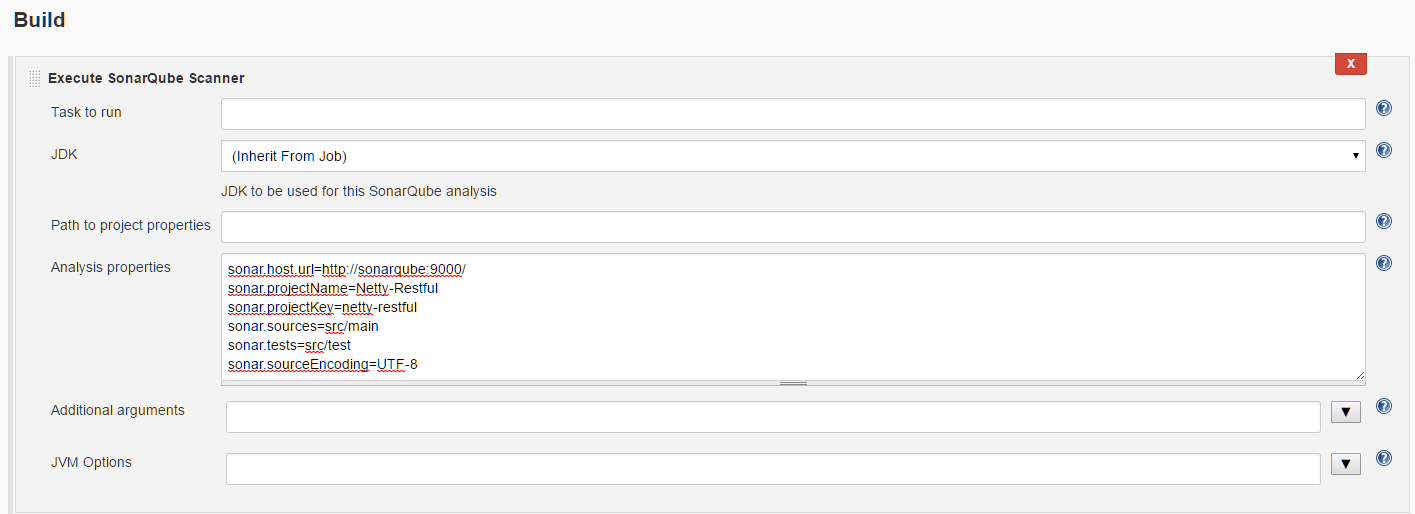 Build
X
Execute SonarQube Scanner
Task to run
?
JDK
(Inherit From Job)
?
JDK to be used for this SonarQube analysis
Path to project properties
?
Analysis properties
?
sonar.host.url=http://sonarqube:9000/
sonar.projectName=Netty-Restful
sonar.projectKey=netty-restful
sonar.sources=src/main
sonar.tests=src/test
sonar.sourceEncoding=UTF-8
Additional arguments
?
JVM Options
?